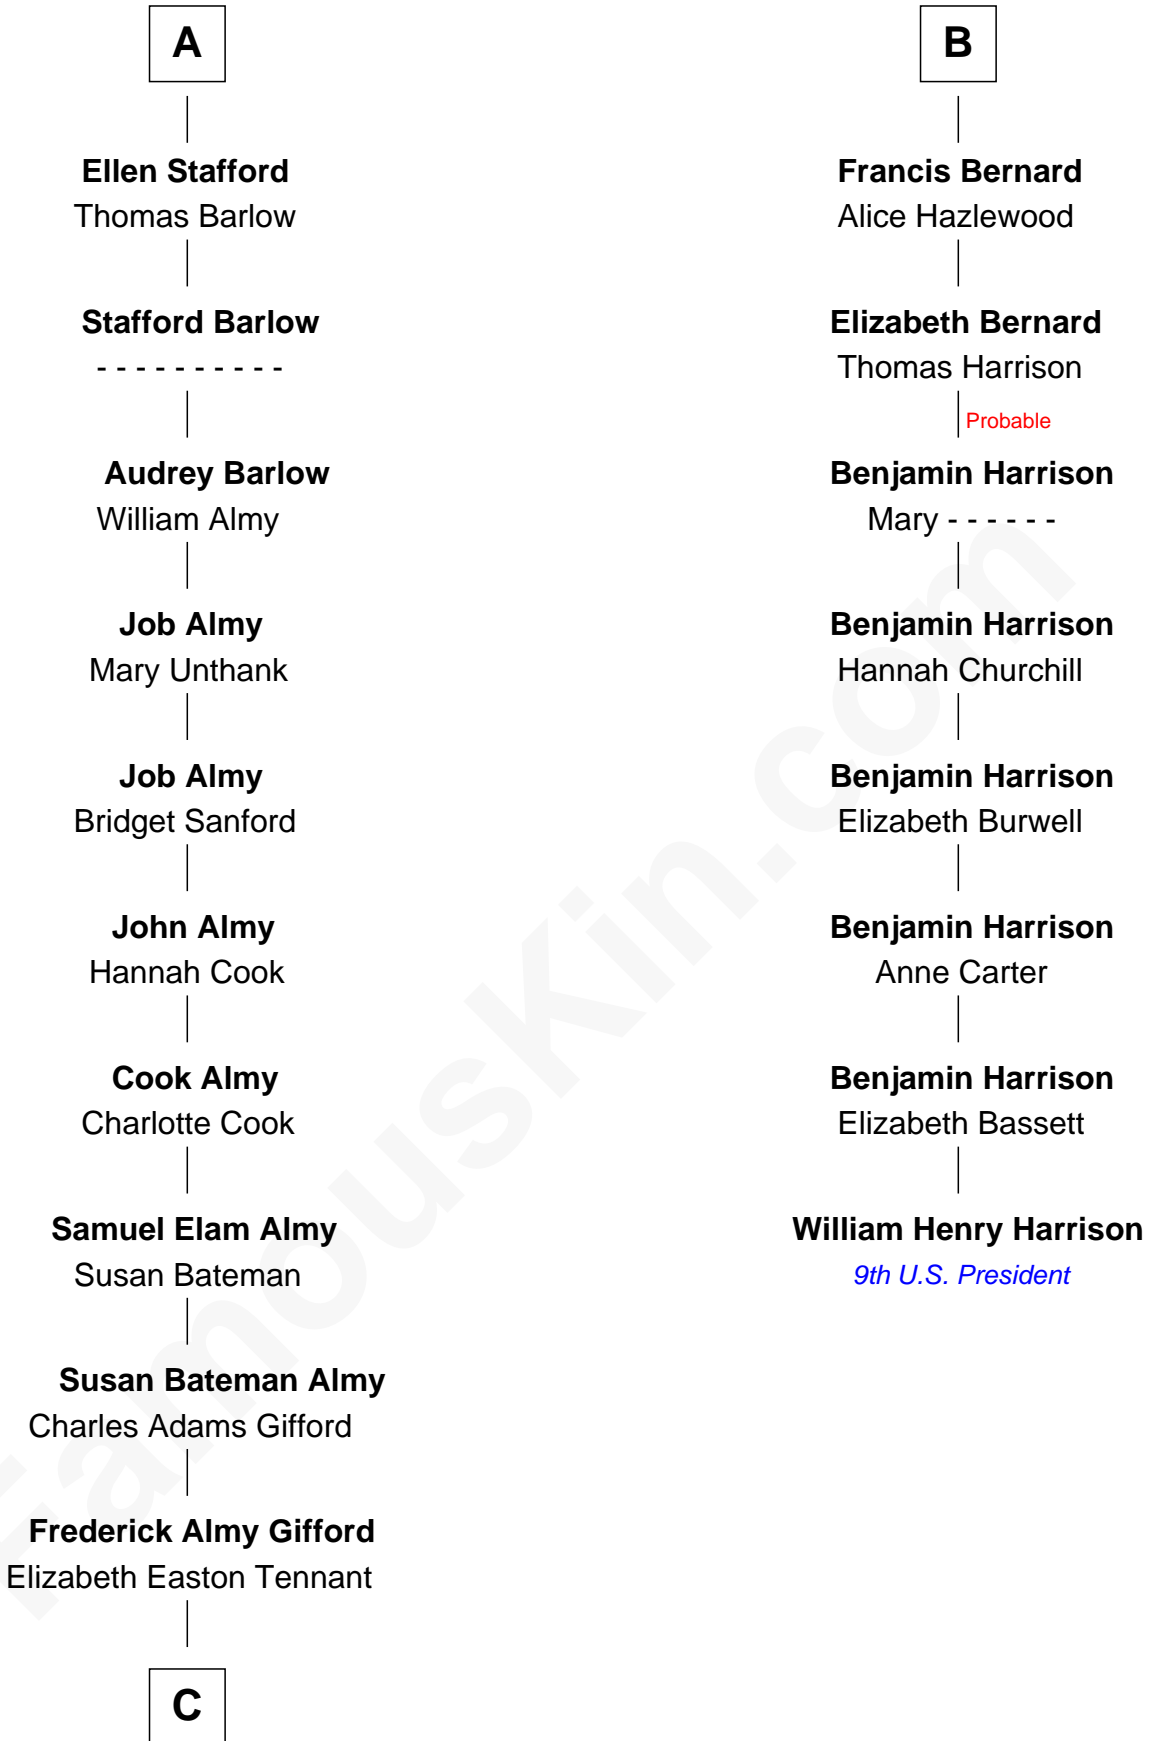 A
Ellen Stafford
Thomas Barlow
Stafford Barlow
- - - - - - - - - -
Audrey Barlow
William Almy
Job Almy
Mary Unthank
Job Almy
Bridget Sanford
John Almy
Hannah Cook
Cook Almy
Charlotte Cook
Samuel Elam Almy
Susan Bateman
Susan Bateman Almy
Charles Adams Gifford
Frederick Almy Gifford
Elizabeth Easton Tennant
C
B
Francis Bernard
Alice Hazlewood
Elizabeth Bernard
Thomas Harrison
Probable
Benjamin Harrison
Mary - - - - - -
Benjamin Harrison
Hannah Churchill
Benjamin Harrison
Elizabeth Burwell
Benjamin Harrison
Anne Carter
Benjamin Harrison
Elizabeth Bassett
William Henry Harrison
9th U.S. President
FamousKin.com